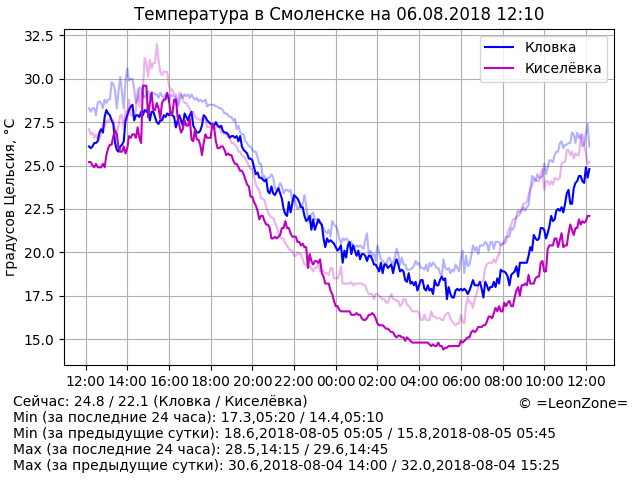 Температура в Смоленске на 06.08.2018 12:10
градусов Цельсия, °C
32.5
30.0
27.5
25.0
22.5
20.0
17.5
15.0
Кловка
Киселёвка
12:00 14:00 16:00 18:00 20:00 22:00 00:00 02:00 04:00 06:00 08:00 10:00 12:00
Сейчас: 24.8 / 22.1 (Кловка / Киселёвка)
© =LeonZone=
Min (за последние 24 часа): 17.3,05:20 / 14.4,05:10
Min (за предыдущие сутки): 18.6,2018-08-05 05:05 / 15.8,2018-08-05 05:45
Max (за последние 24 часа): 28.5,14:15 / 29.6,14:45
Max (за предыдущие сутки): 30.6,2018-08-04 14:00 / 32.0,2018-08-04 15:25